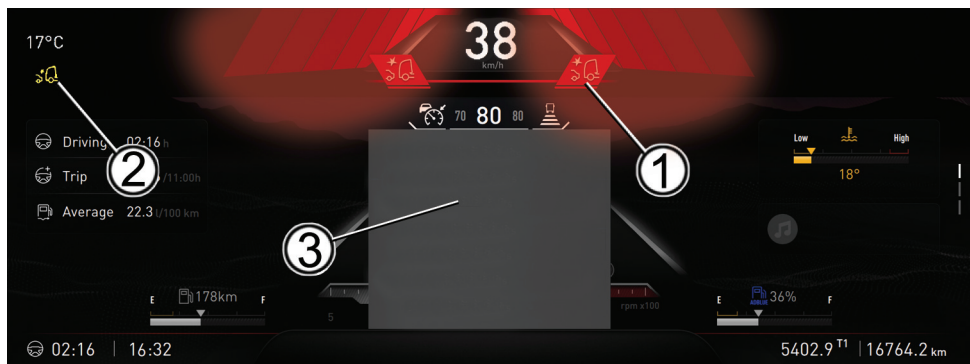 17°C
38
km/h
70 80 80
1
2
3
Driving 02:16 h
Trip /11:00h
Average 22.3 l/100 km
Low High
18°
E 178km F
5
rpm x100
E ADBLUE 36% F
02:16 | 16:32
5402.9 T1 | 16764.2 km